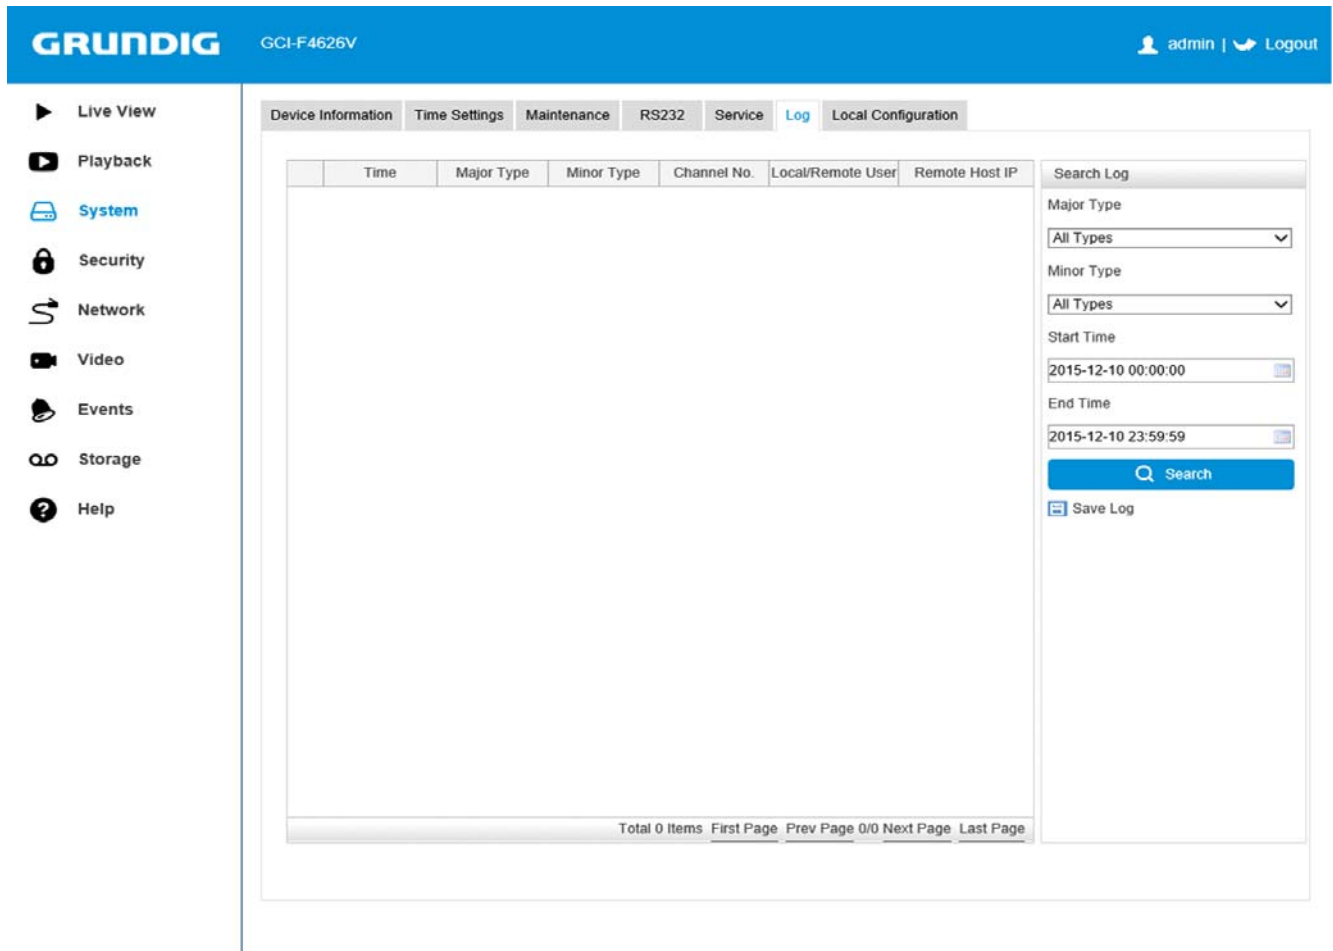 GRUNDIG GCI-F4626V admin | Logout
Live View
Playback
System
Security
Network
Video
Events
Storage
Help
Device Information Time Settings Maintenance RS232 Service Log Local Configuration
Time Major Type Minor Type Channel No. Local/Remote User Remote Host IP
Total 0 Items First Page Prev Page 0/0 Next Page Last Page
Search Log
Major Type
All Types
Minor Type
All Types
Start Time
2015-12-10 00:00:00
End Time
2015-12-10 23:59:59
Search
Save Log